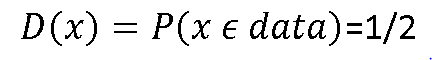 D(x) = P(x ϵ data)=1/2